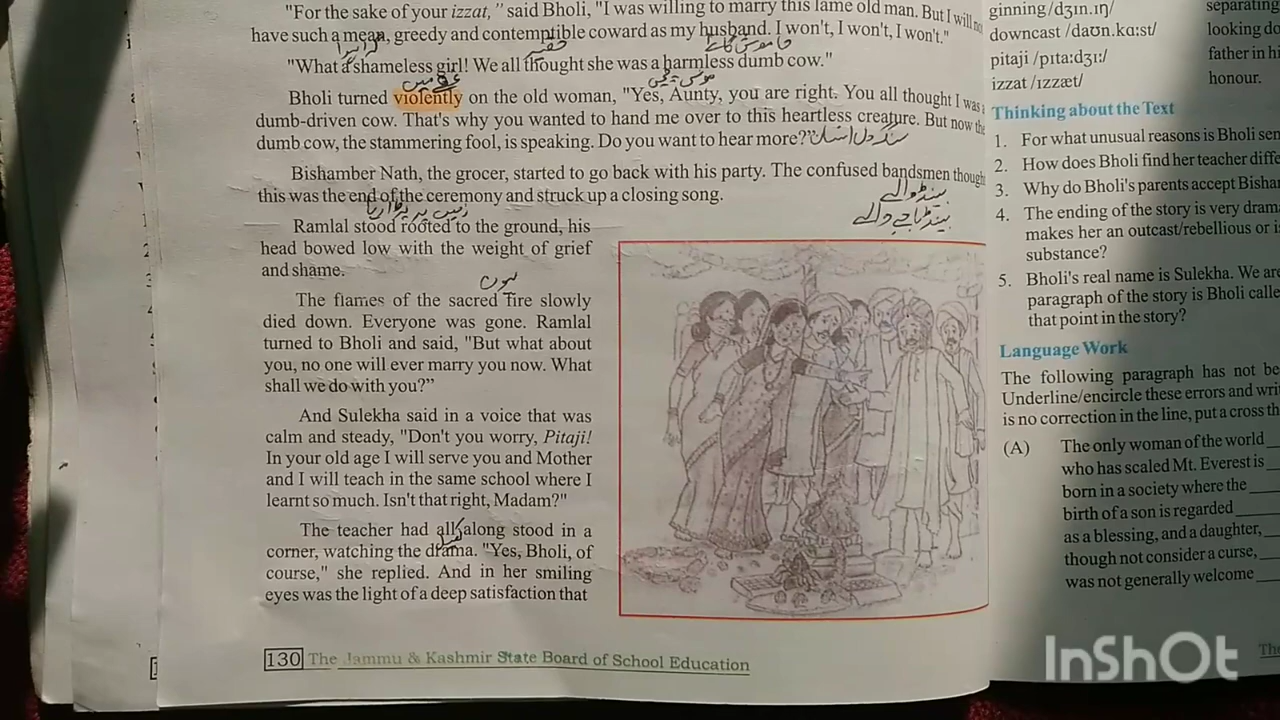 "For the sake of your izzat," said Bholi, "I was willing to marry this lame old man. But I will not
have such a mean, greedy and contemptible coward as my husband. I won't, I won't, I won't."
"What a shameless girl! We all thought she was a harmless dumb cow."
Bholi turned violently on the old woman, "Yes, Aunty, you are right. You all thought I was a
dumb-driven cow. That's why you wanted to hand me over to this heartless creature. But now the
dumb cow, the stammering fool, is speaking. Do you want to hear more?"
سنگ دل انسان
Bishamber Nath, the grocer, started to go back with his party. The confused bandsmen though
this was the end of the ceremony and struck up a closing song.
بینڈ والے
بینڈ باجے والے
Ramlal stood rooted to the ground, his
head bowed low with the weight of grief
and shame.
The flames of the sacred fire slowly
died down. Everyone was gone. Ramlal
turned to Bholi and said, "But what about
you, no one will ever marry you now. What
shall we do with you?"
And Sulekha said in a voice that was
calm and steady, "Don't you worry, Pitaji!
In your old age I will serve you and Mother
and I will teach in the same school where I
learnt so much. Isn't that right, Madam?"
The teacher had all along stood in a
corner, watching the drama. "Yes, Bholi, of
course," she replied. And in her smiling
eyes was the light of a deep satisfaction that
130 The Jammu & Kashmir State Board of School Education
ginning /dʒɪn.ɪŋ/
downcast /daʊn.kɑːst/
pitaji /pɪtaːdʒɪː/
izzat /ɪzzæt/
separating
looking do
father in hi
honour.
Thinking about the Text
1. For what unusual reasons is Bholi sen
2. How does Bholi find her teacher diffe
3. Why do Bholi's parents accept Bisha
4. The ending of the story is very dram
makes her an outcast/rebellious or i
substance?
5. Bholi's real name is Sulekha. We are
paragraph of the story is Bholi calle
that point in the story?
Language Work
The following paragraph has not be
Underline/encircle these errors and wri
is no correction in the line, put a cross th
(A) The only woman of the world
who has scaled Mt. Everest is
born in a society where the
birth of a son is regarded
as a blessing, and a daughter,
though not consider a curse,
was not generally welcome
The
InShOt